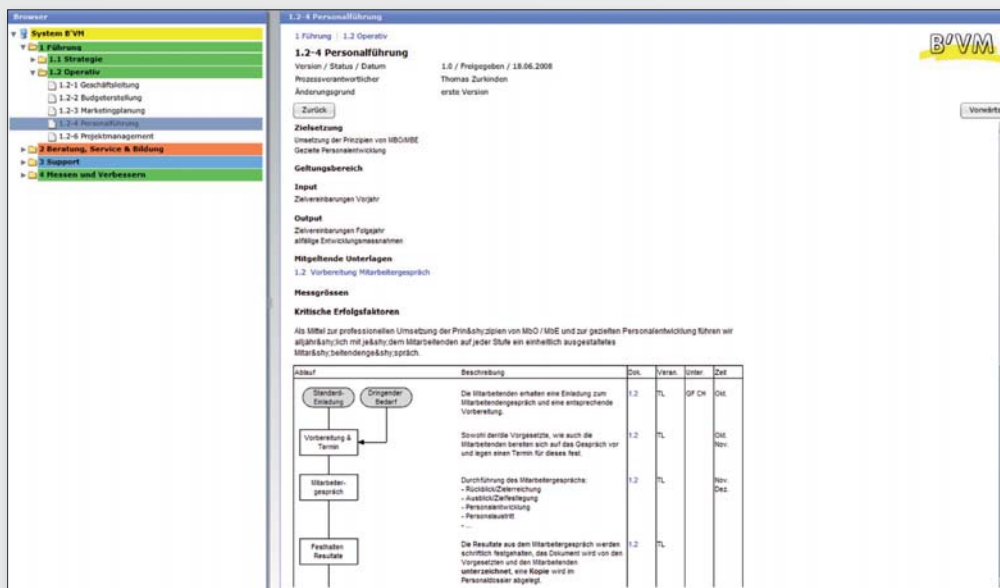 Browser
System B'VM
1 Führung
1.1 Strategie
1.2 Operativ
1.2-1 Geschäftsleitung
1.2-2 Budgeterstellung
1.2-3 Marketingplanung
1.2-4 Personalführung
1.2-6 Projektmanagement
2 Beratung, Service & Bildung
3 Support
4 Messen und Verbessern
1.2-4 Personalführung
1 Führung | 1.2 Operativ
B'VM
1.2-4 Personalführung
Version / Status / Datum 1.0 / Freigegeben / 18.06.2008
Prozessverantwortlicher Thomas Zurkinden
Änderungsgrund erste Version
Zurück
Vorwärts
Zielsetzung
Umsetzung der Prinzipien von MBO/MBE
Gezielte Personalentwicklung
Geltungsbereich
Input
Zielvereinbarungen Vorjahr
Output
Zielvereinbarungen Folgejahr
allfällige Entwicklungsmassnahmen
Mitgeltende Unterlagen
1.2 Vorbereitung Mitarbeitergespräch
Messgrössen
Kritische Erfolgsfaktoren
Als Mittel zur professionellen Umsetzung der Prin&shy;zipien von MbO / MbE und zur gezielten Personalentwicklung führen wir
alljähr&shy;lich mit je&shy;dem Mitarbeitenden auf jeder Stufe ein einheitlich ausgestaltetes
Mitar&shy;beitendenge&shy;spräch.
Ablauf Beschreibung Dok. Veran. Unter. Zeit
Standard-
Einladung
Dringender
Bedarf
Die Mitarbeitenden erhalten eine Einladung zum
Mitarbeitendengespräch und eine entsprechende
Vorbereitung.
1.2 TL GF CH Okt.
Vorbereitung &
Termin
Sowohl der/die Vorgesetzte, wie auch die
Mitarbeitenden bereiten sich auf das Gespräch vor
und legen einen Termin für dieses fest.
1.2 TL Okt.
Nov.
Mitarbeiter-
gespräch
Durchführung des Mitarbeitergesprächs:
- Rückblick/Zielerreichung
- Ausblick/Zielfestlegung
- Personalentwicklung
- Personalaustritt
- ...
1.2 TL Nov.
Dez.
Festhalten
Resultate
Die Resultate aus dem Mitarbeitergespräch werden
schriftlich festgehalten, das Dokument wird von den
Vorgesetzten und den Mitarbeitenden
unterzeichnet, eine Kopie wird im
Personaldossier abgelegt.
1.2 TL